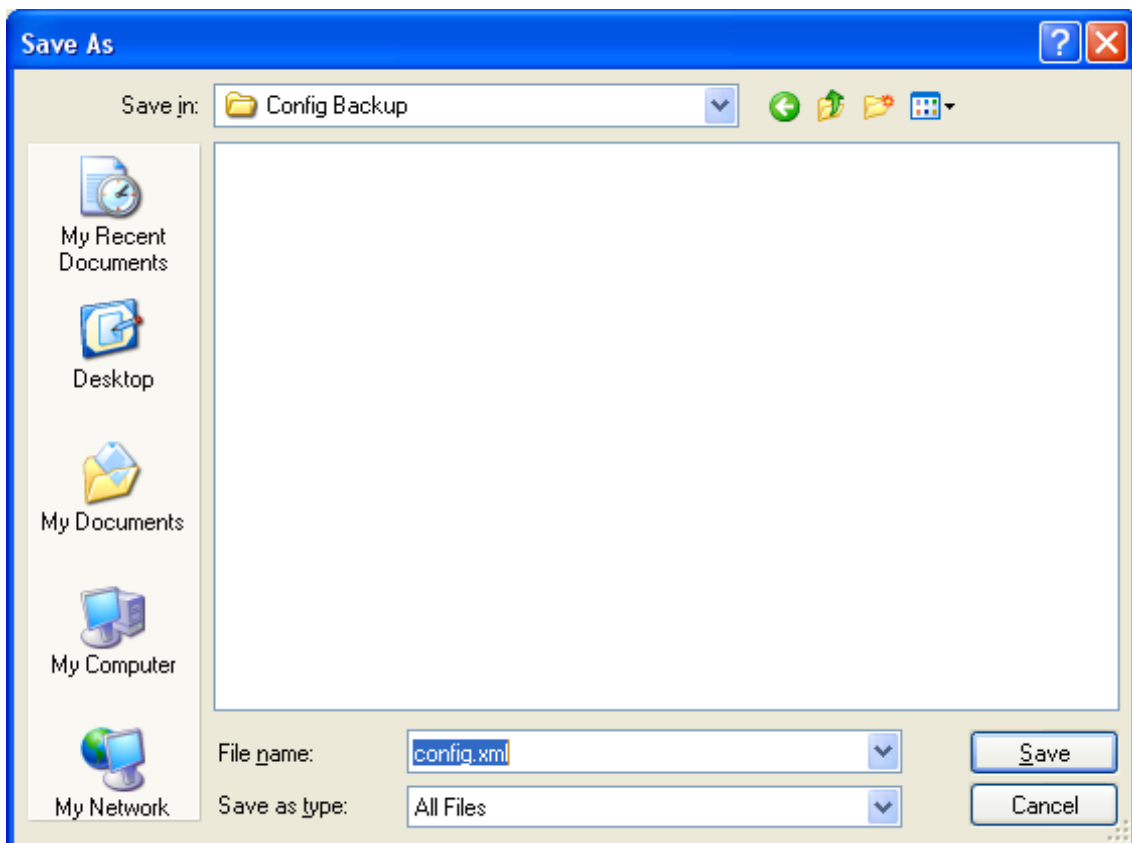 Save As
Save in: Config Backup
My Recent
Documents
Desktop
My Documents
My Computer
My Network
File name: config.xml Save
Save as type: All Files Cancel